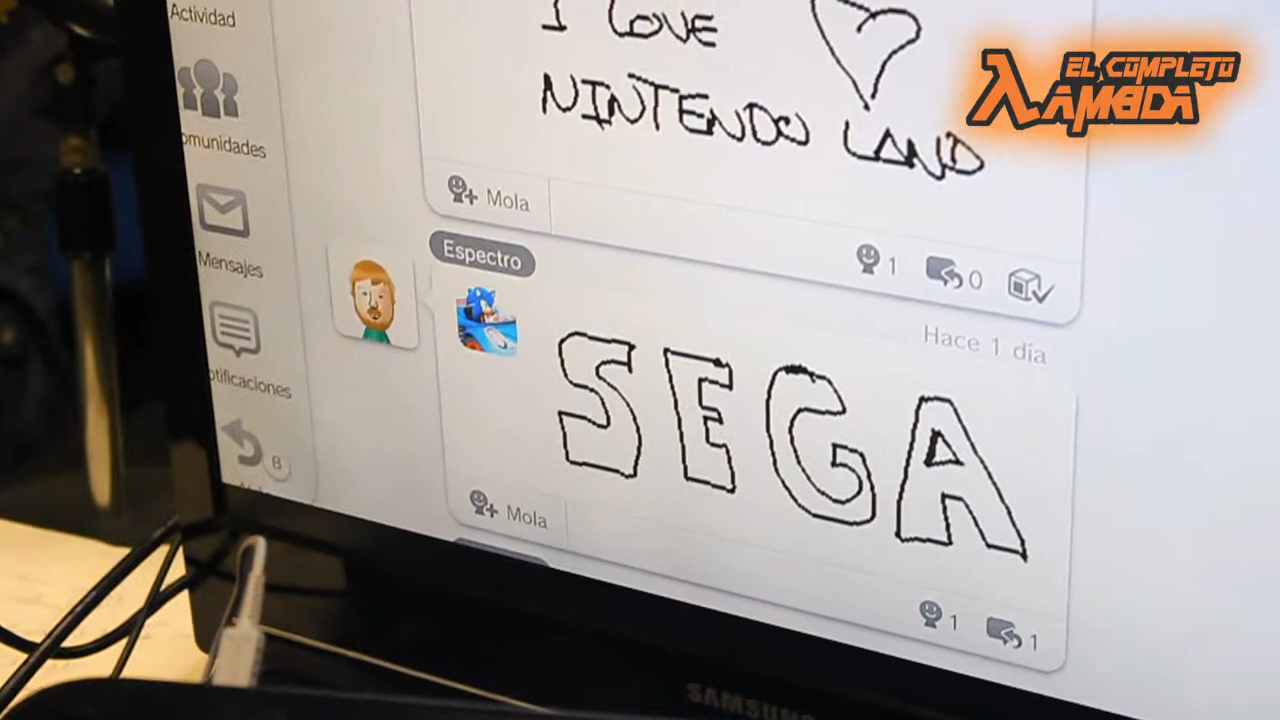 Actividad
I LOVE
NINTENDO LAND
EL COMPLETO
LAMBDA
omunidades
Mola
1
0
Mensajes
Espectro
Hace 1 día
SEGA
otificaciones
B
Mola
1
1
SAMSUNG